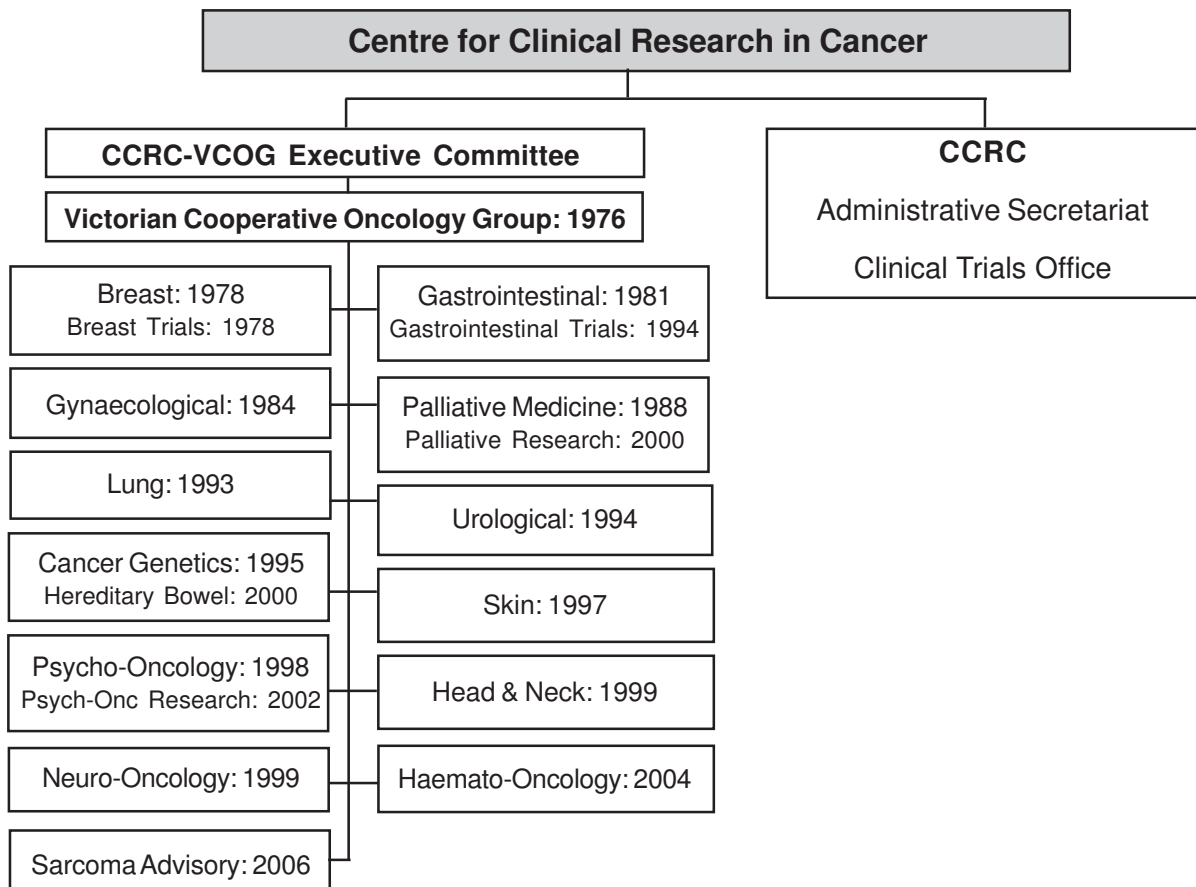 Centre for Clinical Research in Cancer
CCRC-VCOG Executive Committee
CCRC
Administrative Secretariat
Clinical Trials Office
Victorian Cooperative Oncology Group: 1976
Breast: 1978
Breast Trials: 1978
Gastrointestinal: 1981
Gastrointestinal Trials: 1994
Gynaecological: 1984
Palliative Medicine: 1988
Palliative Research: 2000
Lung: 1993
Urological: 1994
Cancer Genetics: 1995
Hereditary Bowel: 2000
Skin: 1997
Psycho-Oncology: 1998
Psych-Onc Research: 2002
Head & Neck: 1999
Neuro-Oncology: 1999
Haemato-Oncology: 2004
Sarcoma Advisory: 2006